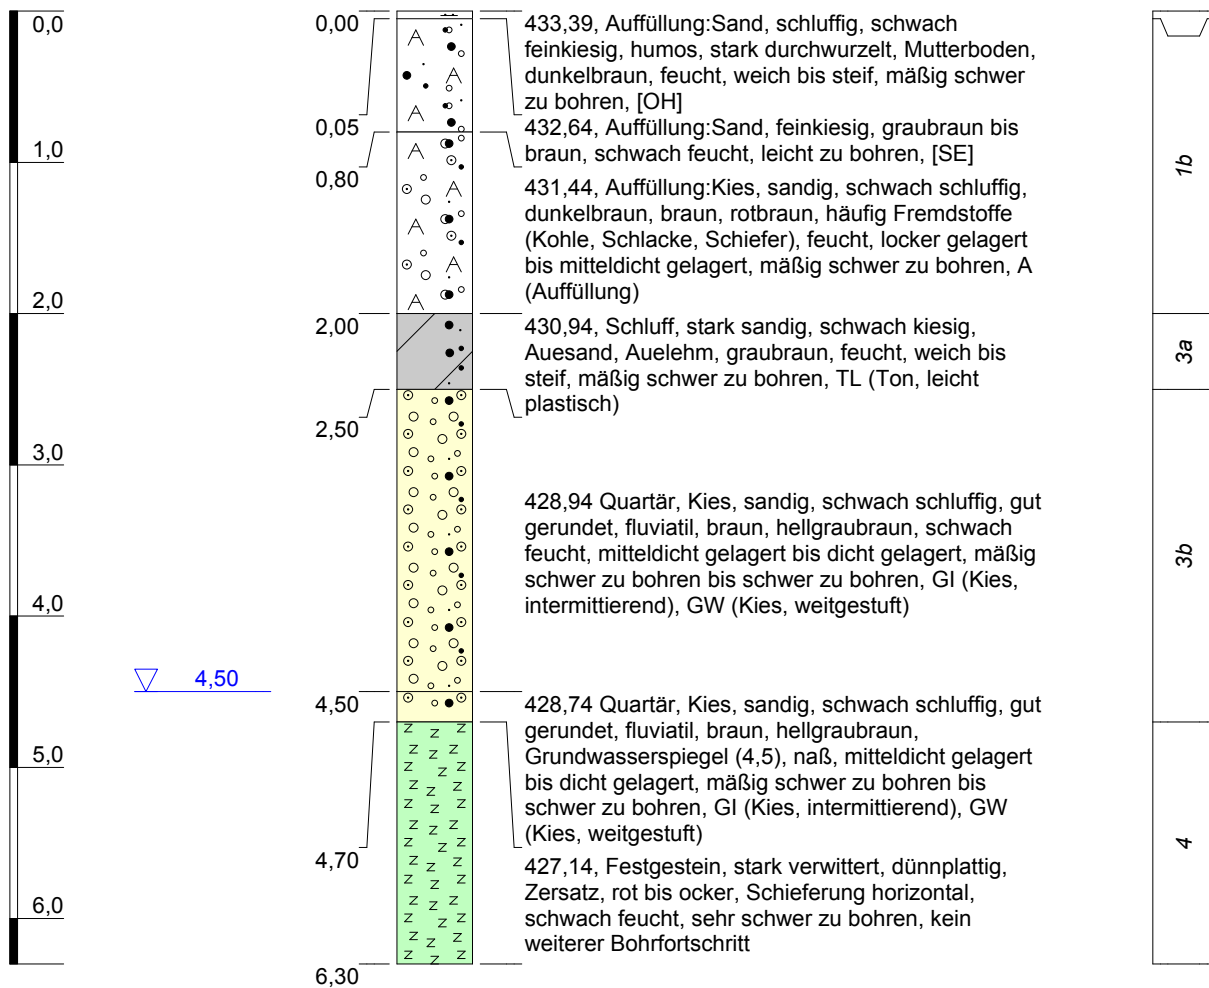 0,0
0,00
433,39, Auffüllung:Sand, schluffig, schwach
feinkiesig, humos, stark durchwurzelt, Mutterboden,
dunkelbraun, feucht, weich bis steif, mäßig schwer
zu bohren, [OH]
0,05
432,64, Auffüllung:Sand, feinkiesig, graubraun bis
braun, schwach feucht, leicht zu bohren, [SE]
1,0
0,80
431,44, Auffüllung:Kies, sandig, schwach schluffig,
dunkelbraun, braun, rotbraun, häufig Fremdstoffe
(Kohle, Schlacke, Schiefer), feucht, locker gelagert
bis mitteldicht gelagert, mäßig schwer zu bohren, A
(Auffüllung)
1b
2,0
2,00
430,94, Schluff, stark sandig, schwach kiesig,
Auesand, Auelehm, graubraun, feucht, weich bis
steif, mäßig schwer zu bohren, TL (Ton, leicht
plastisch)
3a
2,50
3,0
428,94 Quartär, Kies, sandig, schwach schluffig, gut
gerundet, fluviatil, braun, hellgraubraun, schwach
feucht, mitteldicht gelagert bis dicht gelagert, mäßig
schwer zu bohren bis schwer zu bohren, GI (Kies,
intermittierend), GW (Kies, weitgestuft)
3b
4,0
4,50
4,50
428,74 Quartär, Kies, sandig, schwach schluffig, gut
gerundet, fluviatil, braun, hellgraubraun,
Grundwasserspiegel (4,5), naß, mitteldicht gelagert
bis dicht gelagert, mäßig schwer zu bohren bis
schwer zu bohren, GI (Kies, intermittierend), GW
(Kies, weitgestuft)
5,0
4,70
427,14, Festgestein, stark verwittert, dünnplattig,
Zersatz, rot bis ocker, Schieferung horizontal,
schwach feucht, sehr schwer zu bohren, kein
weiterer Bohrfortschritt
4
6,0
6,30